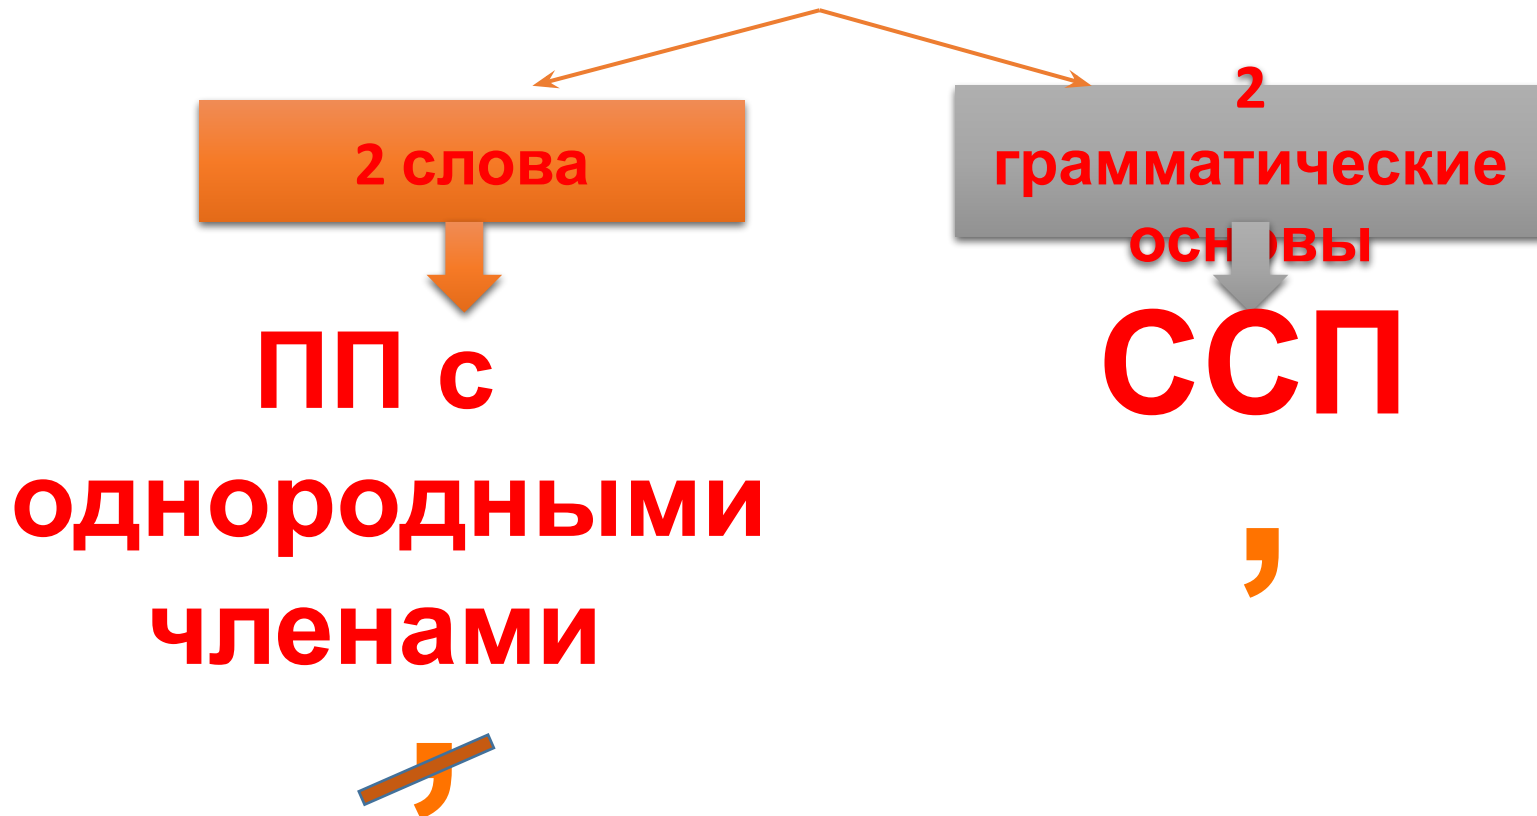 2 слова
ПП с
однородными
членами
,
2
грамматические
основы
ССП
,